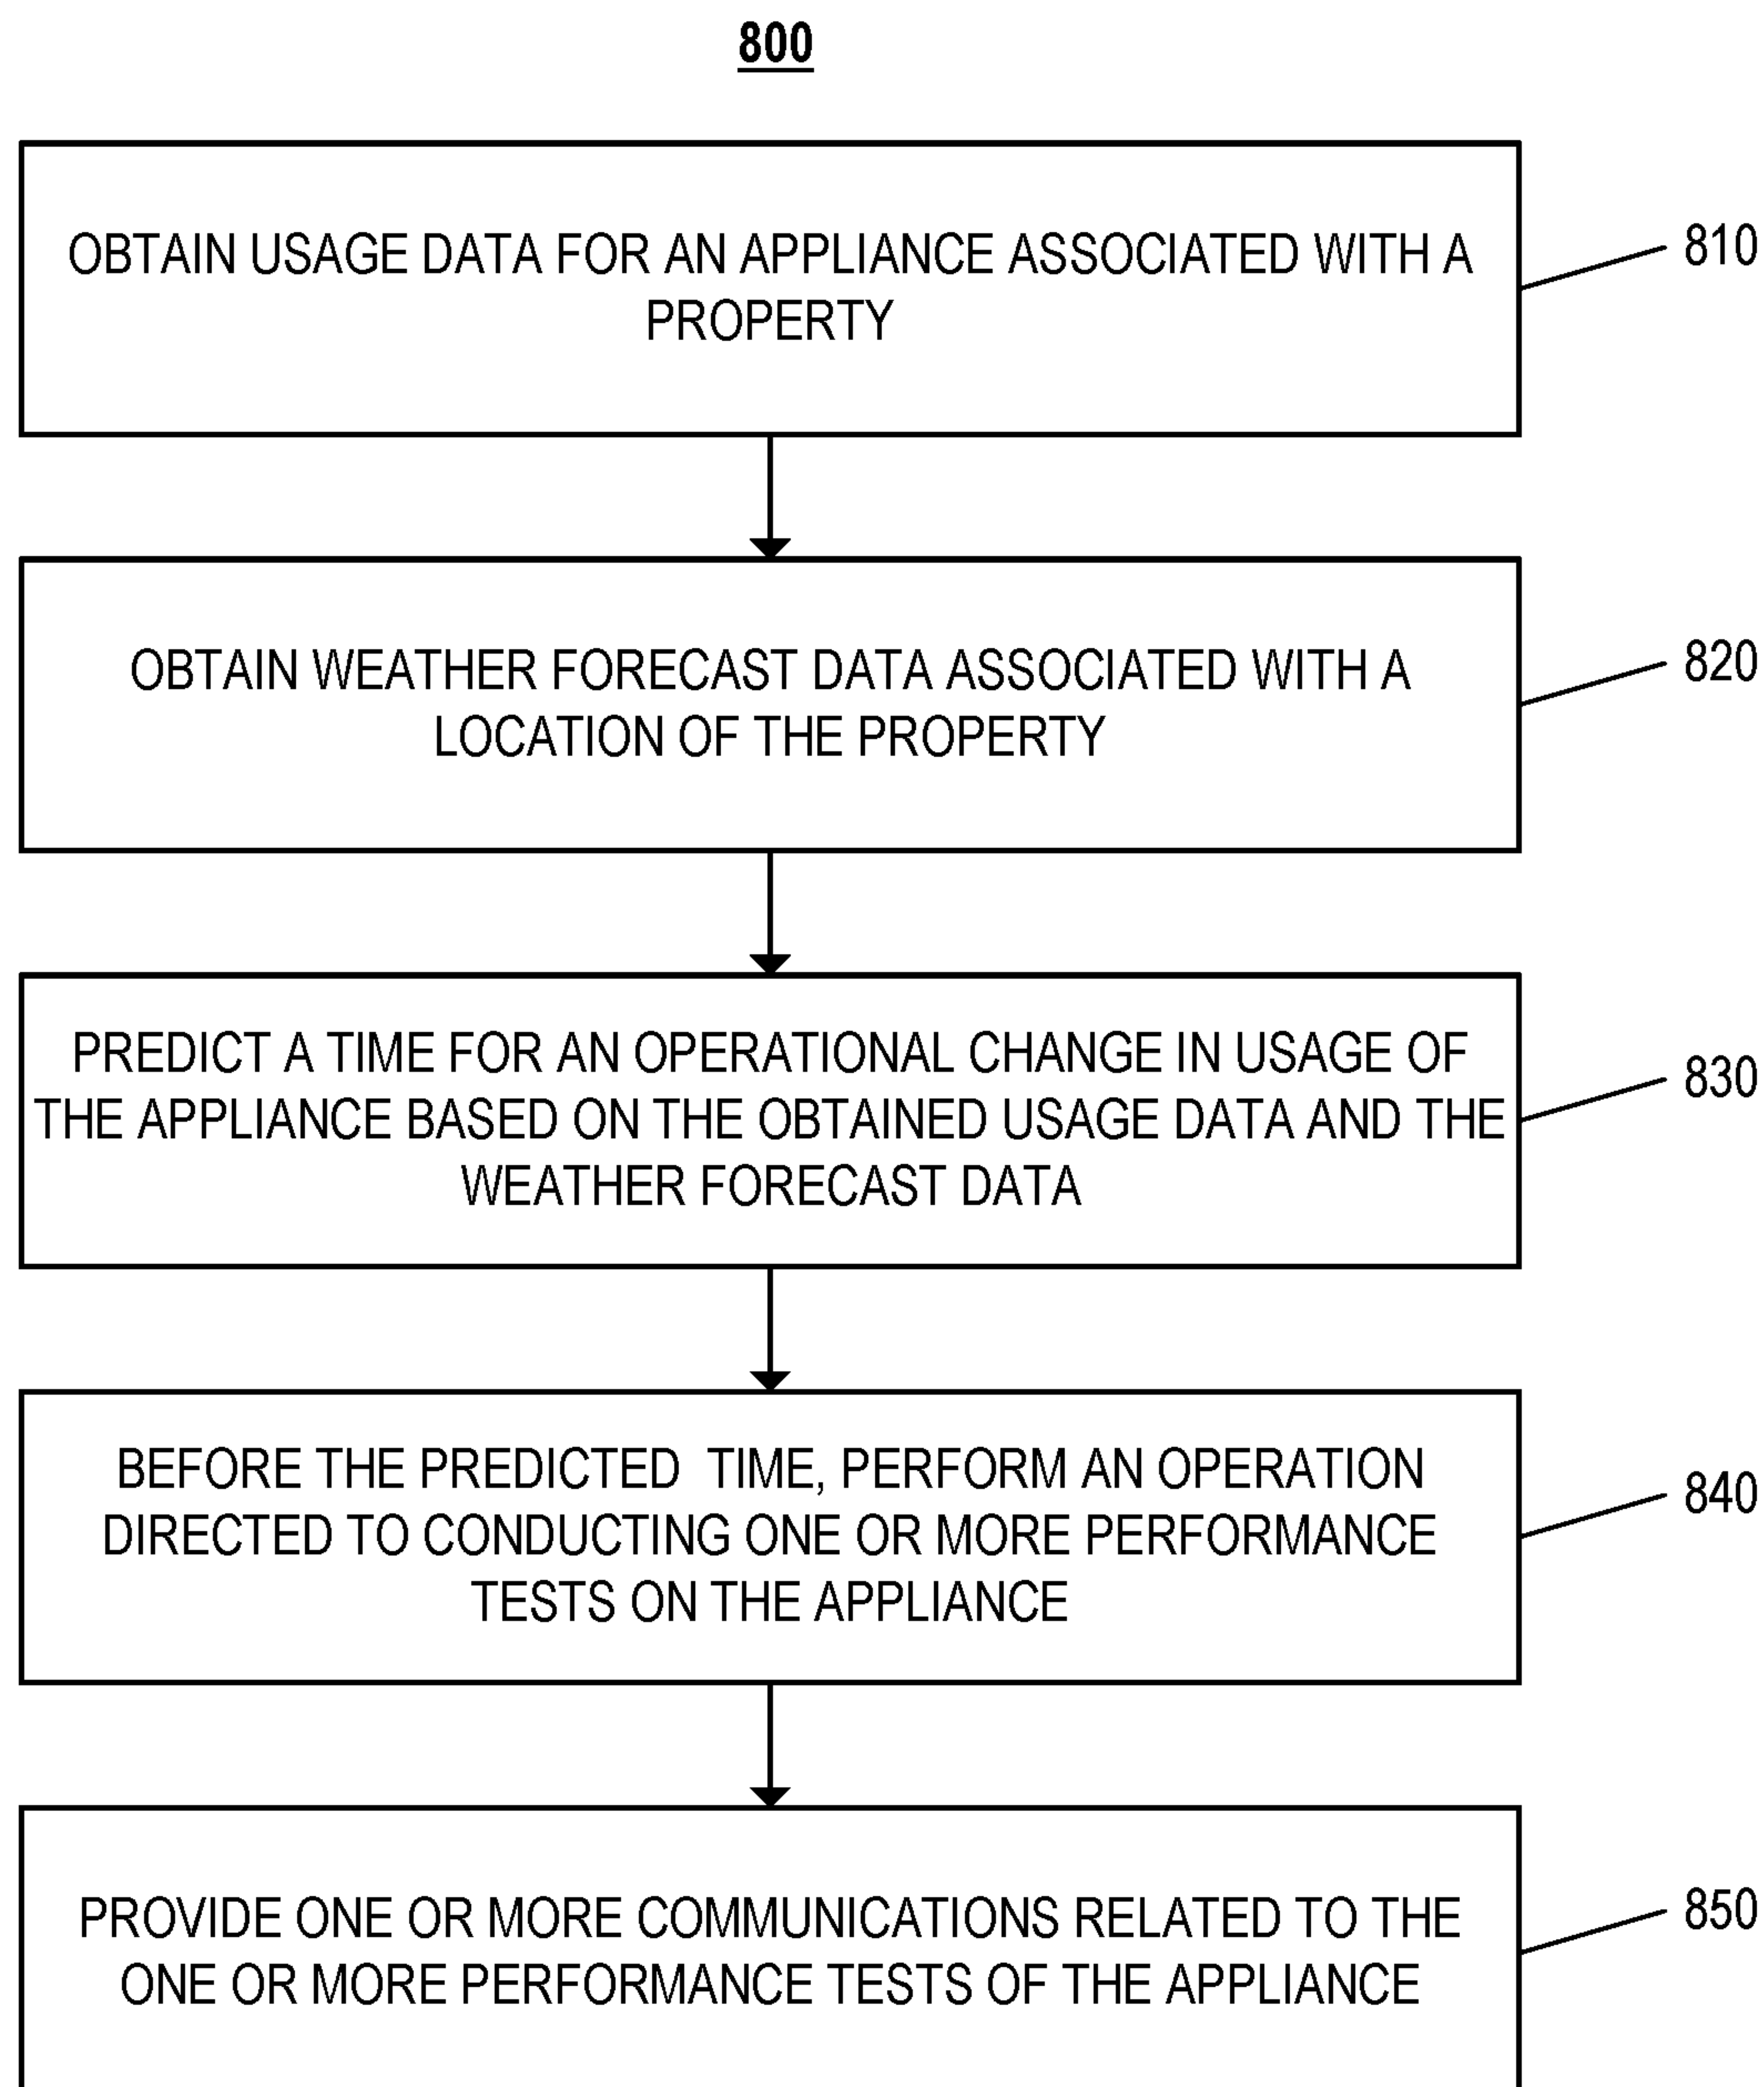 800
OBTAIN USAGE DATA FOR AN APPLIANCE ASSOCIATED WITH A
PROPERTY
810
OBTAIN WEATHER FORECAST DATA ASSOCIATED WITH A
LOCATION OF THE PROPERTY
820
PREDICT A TIME FOR AN OPERATIONAL CHANGE IN USAGE OF
THE APPLIANCE BASED ON THE OBTAINED USAGE DATA AND THE
WEATHER FORECAST DATA
830
BEFORE THE PREDICTED TIME, PERFORM AN OPERATION
DIRECTED TO CONDUCTING ONE OR MORE PERFORMANCE
TESTS ON THE APPLIANCE
840
PROVIDE ONE OR MORE COMMUNICATIONS RELATED TO THE
ONE OR MORE PERFORMANCE TESTS OF THE APPLIANCE
850